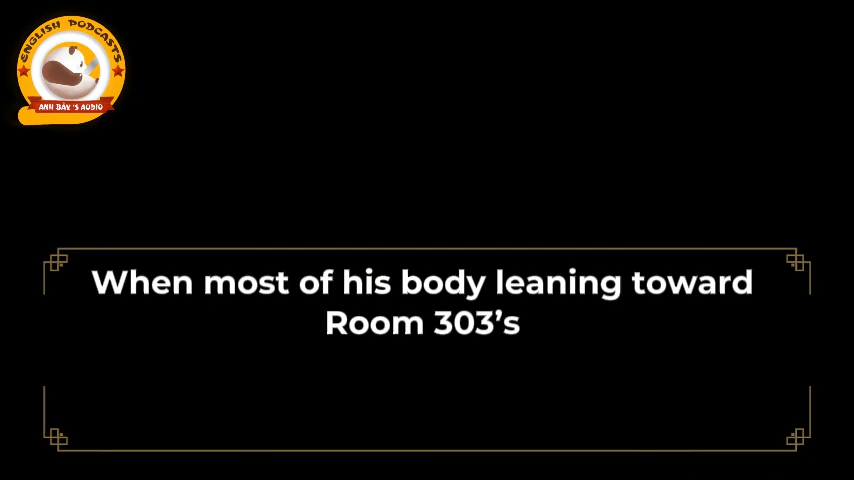 ENGLISH PODCASTS
ANH BẢY 'S AUDIO
When most of his body leaning toward
Room 303’s